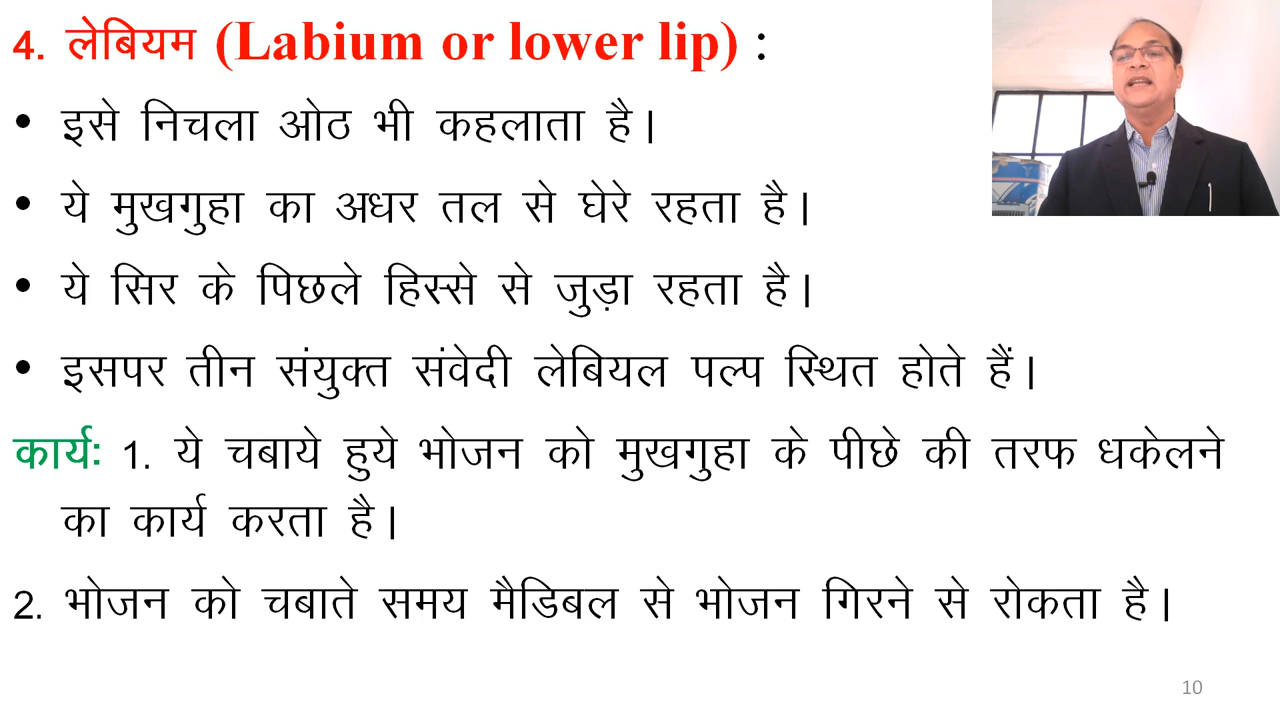 4. लेबियम (Labium or lower lip) :
• इसे निचला ओठ भी कहलाता है।
• ये मुखगुहा का अधर तल से घेरे रहता है।
• ये सिर के पिछले हिस्से से जुड़ा रहता है।
• इसपर तीन संयुक्त संवेदी लेबियल पल्प स्थित होते हैं।
कार्य: 1. ये चबाये हुये भोजन को मुखगुहा के पीछे की तरफ धकेलने
का कार्य करता है।
2. भोजन को चबाते समय मैडिबल से भोजन गिरने से रोकता है।
10